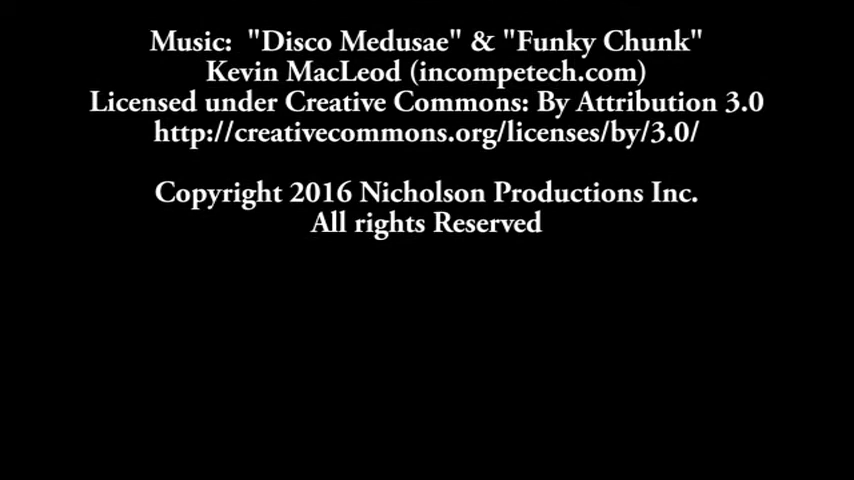 Music:  "Disco Medusae" & "Funky Chunk"
Kevin MacLeod (incompetech.com)
Licensed under Creative Commons: By Attribution 3.0
http://creativecommons.org/licenses/by/3.0/
Copyright 2016 Nicholson Productions Inc.
All rights Reserved